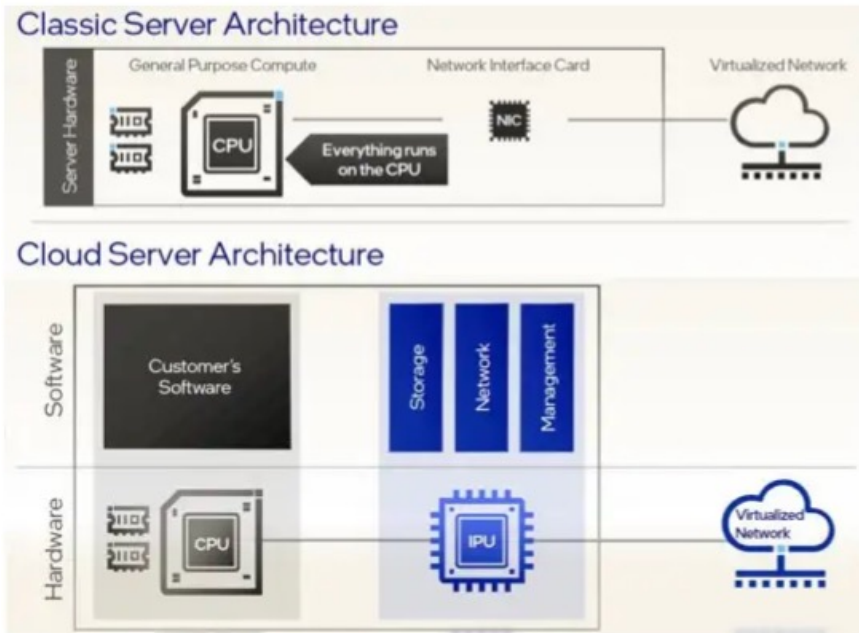 Classic Server Architecture
General Purpose Compute
Network Interface Card
Virtualized Network
Server Hardware
CPU
Everything runs
on the CPU
NIC
Cloud Server Architecture
Software
Customer's
Software
Storage
Network
Management
Hardware
CPU
IPU
Virtualized
Network